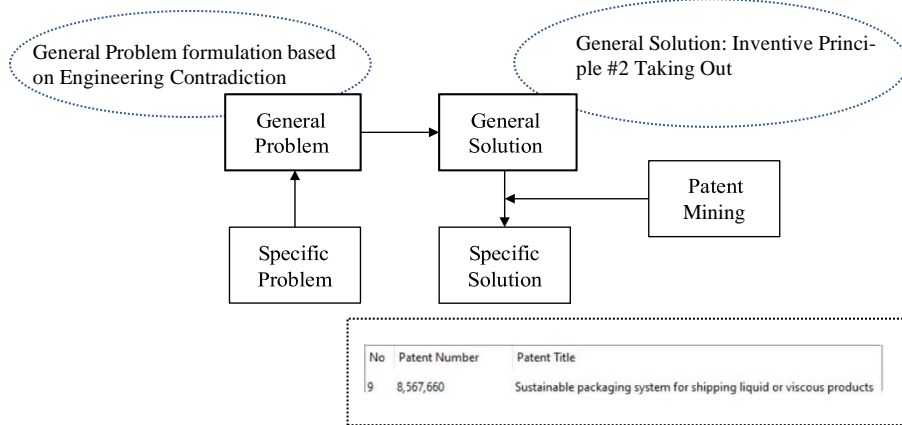 General Problem formulation based
on Engineering Contradiction
General Solution: Inventive Princi-
ple #2 Taking Out
General
Problem
General
Solution
Patent
Mining
Specific
Problem
Specific
Solution
No Patent Number Patent Title
9 8,567,660 Sustainable packaging system for shipping liquid or viscous products